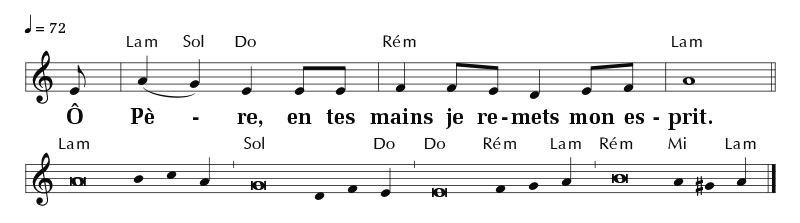 ♩ = 72
Lam Sol Do Rém Lam
Ô Pè - re, en tes mains je re - mets mon es - prit.
Lam Sol Do Do Rém Lam Rém Mi Lam